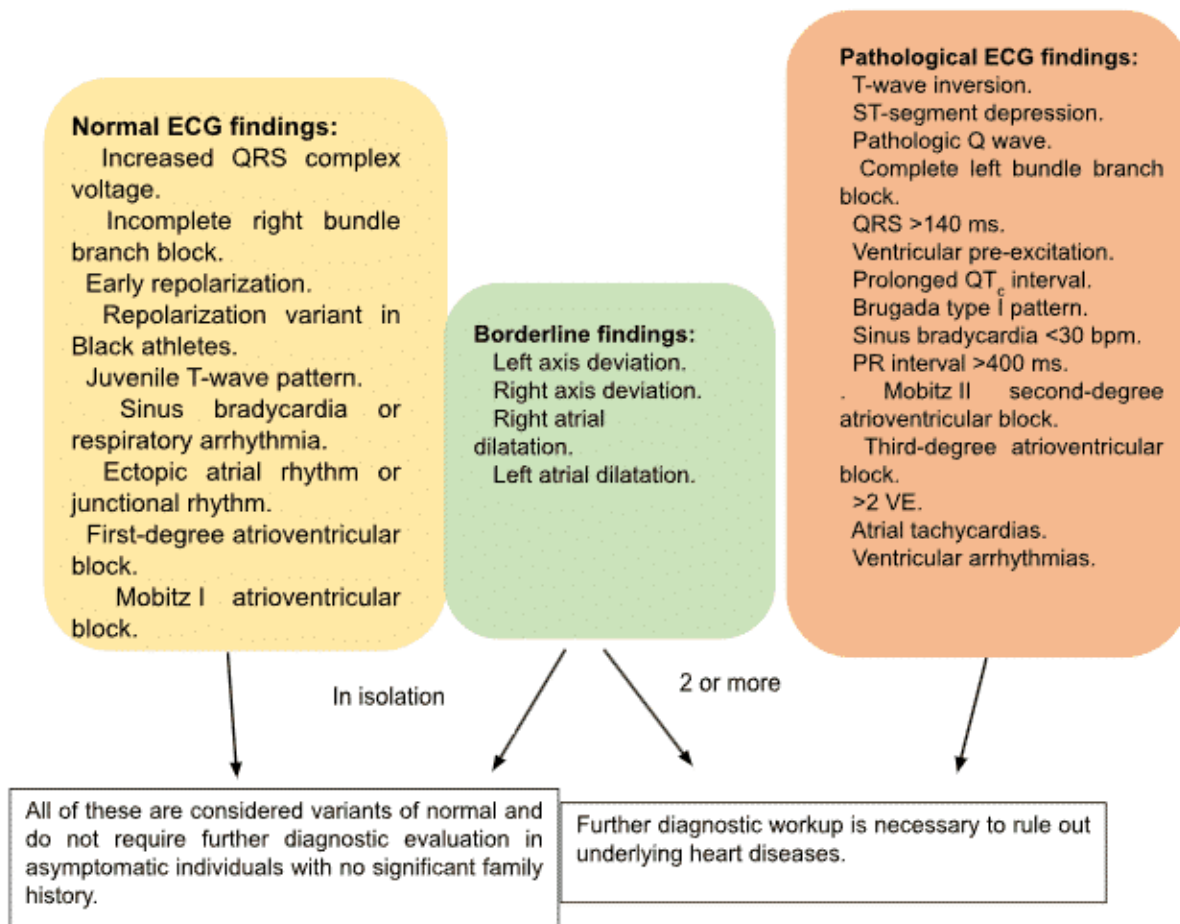 Normal ECG findings:
Increased QRS complex
voltage.
Incomplete right bundle
branch block.
Early repolarization.
Repolarization variant in
Black athletes.
Juvenile T-wave pattern.
Sinus bradycardia or
respiratory arrhythmia.
Ectopic atrial rhythm or
junctional rhythm.
First-degree atrioventricular
block.
Mobitz I atrioventricular
block.
Borderline findings:
Left axis deviation.
Right axis deviation.
Right atrial
dilatation.
Left atrial dilatation.
Pathological ECG findings:
T-wave inversion.
ST-segment depression.
Pathologic Q wave.
Complete left bundle branch
block.
QRS >140 ms.
Ventricular pre-excitation.
Prolonged QTc interval.
Brugada type I pattern.
Sinus bradycardia <30 bpm.
PR interval >400 ms.
. Mobitz II second-degree
atrioventricular block.
Third-degree atrioventricular
block.
>2 VE.
Atrial tachycardias.
Ventricular arrhythmias.
In isolation
2 or more
All of these are considered variants of normal and
do not require further diagnostic evaluation in
asymptomatic individuals with no significant family
history.
Further diagnostic workup is necessary to rule out
underlying heart diseases.